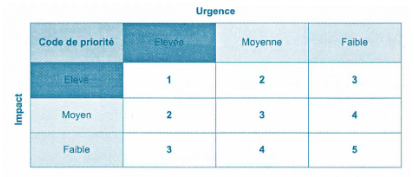 Urgence
Code de priorité Elevée Moyenne Faible
Impact
Elevé 1 2 3
Moyen 2 3 4
Faible 3 4 5